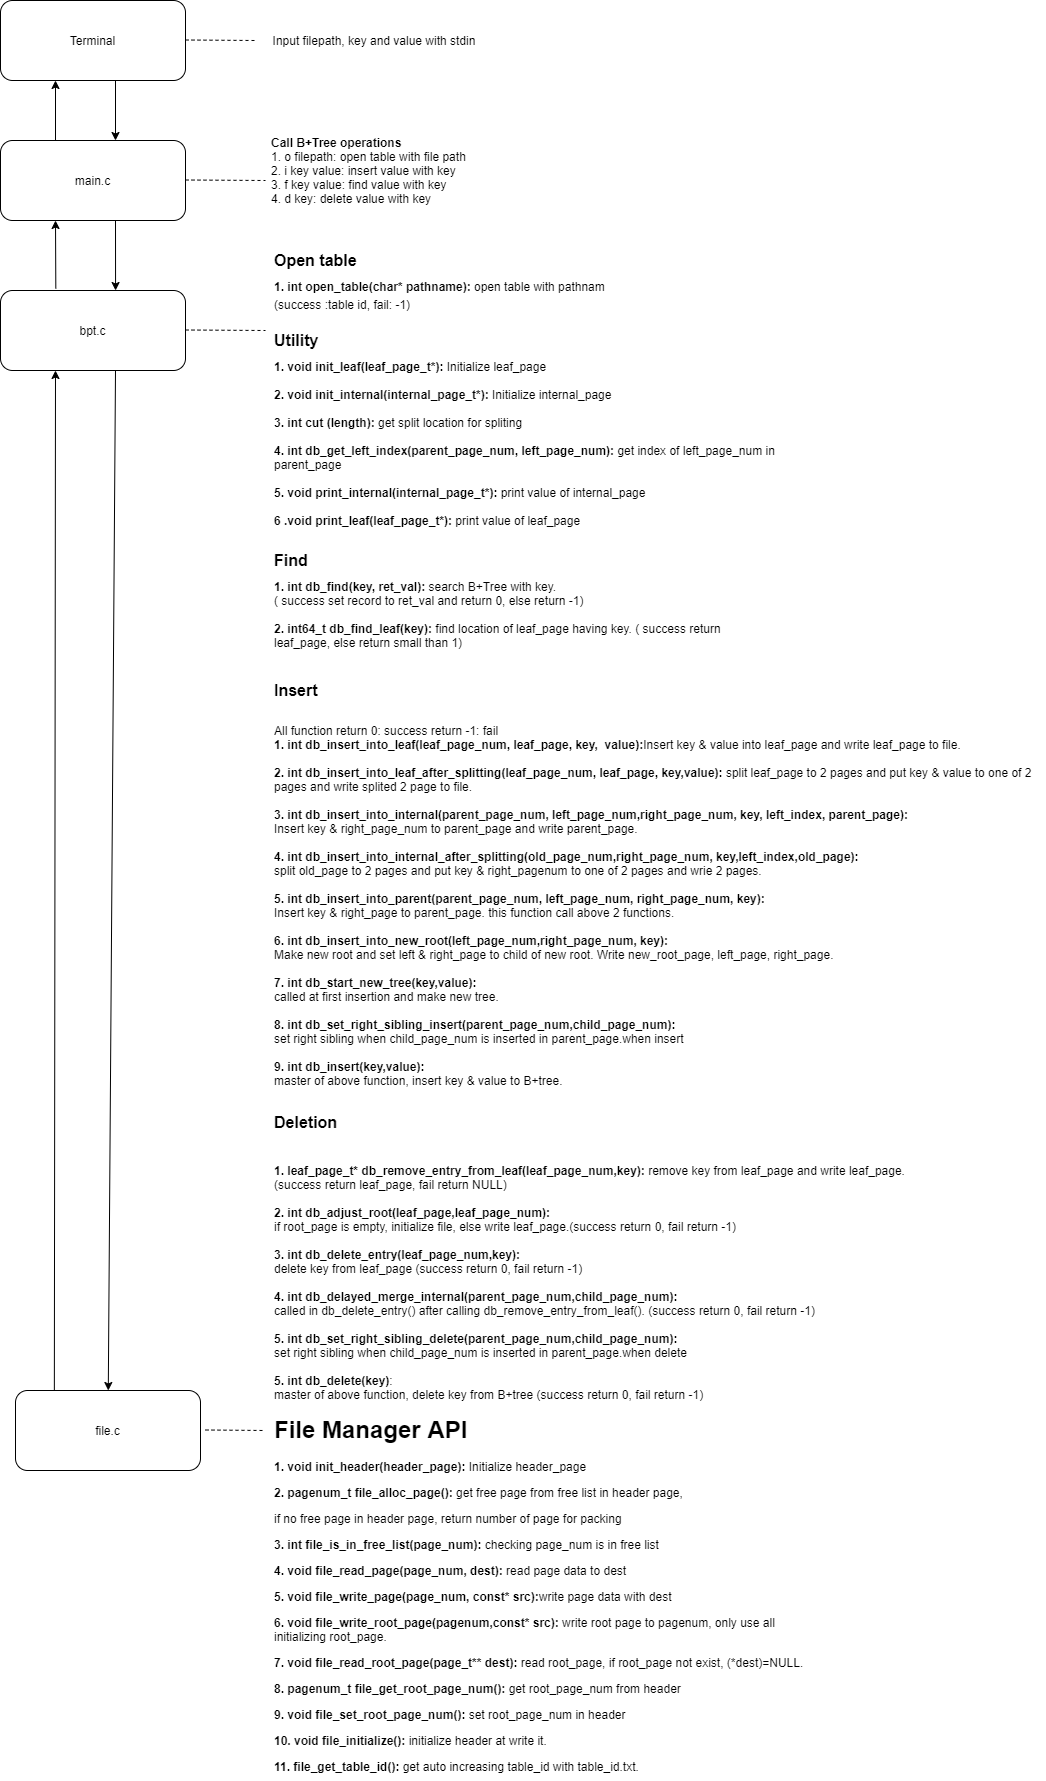 Terminal
Input filepath, key and value with stdin
main.c
Call B+Tree operations
1. o filepath: open table with file path
2. i key value: insert value with key
3. f key value: find value with key
4. d key: delete value with key
bpt.c
Open table
1. int open_table(char* pathname): open table with pathnam
(success :table id, fail: -1)
Utility
1. void init_leaf(leaf_page_t*): Initialize leaf_page
2. void init_internal(internal_page_t*): Initialize internal_page
3. int cut (length): get split location for spliting
4. int db_get_left_index(parent_page_num, left_page_num): get index of left_page_num in
parent_page
5. void print_internal(internal_page_t*): print value of internal_page
6 .void print_leaf(leaf_page_t*): print value of leaf_page
Find
1. int db_find(key, ret_val): search B+Tree with key.
( success set record to ret_val and return 0, else return -1)
2. int64_t db_find_leaf(key): find location of leaf_page having key. ( success return
leaf_page, else return small than 1)
Insert
All function return 0: success return -1: fail
1. int db_insert_into_leaf(leaf_page_num, leaf_page, key,  value):Insert key & value into leaf_page and write leaf_page to file.
2. int db_insert_into_leaf_after_splitting(leaf_page_num, leaf_page, key,value): split leaf_page to 2 pages and put key & value to one of 2
pages and write splited 2 page to file.
3. int db_insert_into_internal(parent_page_num, left_page_num,right_page_num, key, left_index, parent_page):
Insert key & right_page_num to parent_page and write parent_page.
4. int db_insert_into_internal_after_splitting(old_page_num,right_page_num, key,left_index,old_page):
split old_page to 2 pages and put key & right_pagenum to one of 2 pages and wrie 2 pages.
5. int db_insert_into_parent(parent_page_num, left_page_num, right_page_num, key):
Insert key & right_page to parent_page. this function call above 2 functions.
6. int db_insert_into_new_root(left_page_num,right_page_num, key):
Make new root and set left & right_page to child of new root. Write new_root_page, left_page, right_page.
7. int db_start_new_tree(key,value):
called at first insertion and make new tree.
8. int db_set_right_sibling_insert(parent_page_num,child_page_num):
set right sibling when child_page_num is inserted in parent_page.when insert
9. int db_insert(key,value):
master of above function, insert key & value to B+tree.
Deletion
1. leaf_page_t* db_remove_entry_from_leaf(leaf_page_num,key): remove key from leaf_page and write leaf_page.
(success return leaf_page, fail return NULL)
2. int db_adjust_root(leaf_page,leaf_page_num):
if root_page is empty, initialize file, else write leaf_page.(success return 0, fail return -1)
3. int db_delete_entry(leaf_page_num,key):
delete key from leaf_page (success return 0, fail return -1)
4. int db_delayed_merge_internal(parent_page_num,child_page_num):
called in db_delete_entry() after calling db_remove_entry_from_leaf(). (success return 0, fail return -1)
5. int db_set_right_sibling_delete(parent_page_num,child_page_num):
set right sibling when child_page_num is inserted in parent_page.when delete
5. int db_delete(key):
master of above function, delete key from B+tree (success return 0, fail return -1)
file.c
File Manager API
1. void init_header(header_page): Initialize header_page
2. pagenum_t file_alloc_page(): get free page from free list in header page,
if no free page in header page, return number of page for packing
3. int file_is_in_free_list(page_num): checking page_num is in free list
4. void file_read_page(page_num, dest): read page data to dest
5. void file_write_page(page_num, const* src):write page data with dest
6. void file_write_root_page(pagenum,const* src): write root page to pagenum, only use all
initializing root_page.
7. void file_read_root_page(page_t** dest): read root_page, if root_page not exist, (*dest)=NULL.
8. pagenum_t file_get_root_page_num(): get root_page_num from header
9. void file_set_root_page_num(): set root_page_num in header
10. void file_initialize(): initialize header at write it.
11. file_get_table_id(): get auto increasing table_id with table_id.txt.